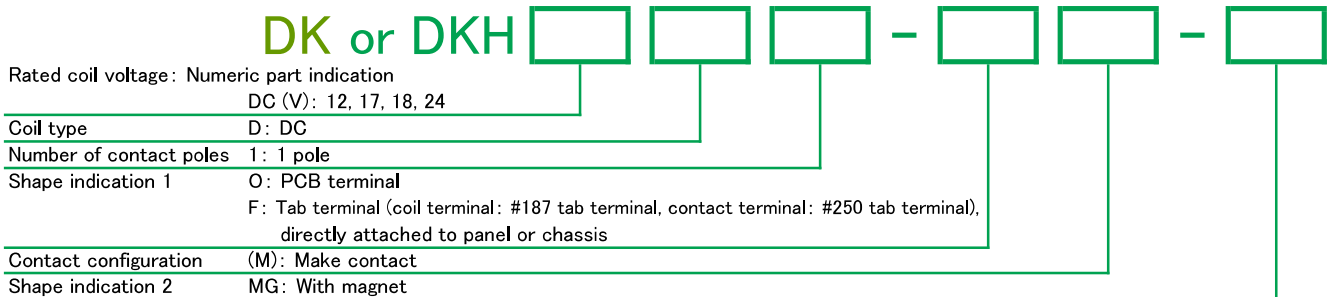 DK or DKH - -
Rated coil voltage: Numeric part indication
DC (V): 12, 17, 18, 24
Coil type D: DC
Number of contact poles 1: 1 pole
Shape indication 1 O: PCB terminal
F: Tab terminal (coil terminal: #187 tab terminal, contact terminal: #250 tab terminal),
directly attached to panel or chassis
Contact configuration (M): Make contact
Shape indication 2 MG: With magnet